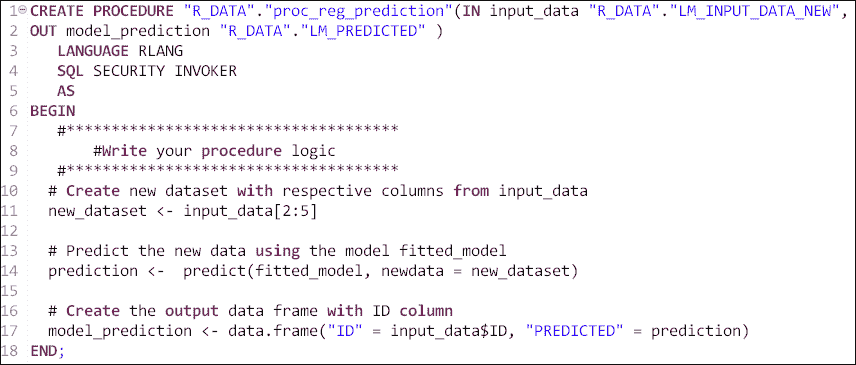 1 CREATE PROCEDURE "R_DATA"."proc_reg_prediction"(IN input_data "R_DATA"."LM_INPUT_DATA_NEW",
2 OUT model_prediction "R_DATA"."LM_PREDICTED" )
3    LANGUAGE RLANG
4    SQL SECURITY INVOKER
5    AS
6 BEGIN
7    #*************************************
8        #Write your procedure logic
9    #*************************************
10   # Create new dataset with respective columns from input_data
11   new_dataset <- input_data[2:5]
12
13   # Predict the new data using the model fitted_model
14   prediction <-  predict(fitted_model, newdata = new_dataset)
15
16   # Create the output data frame with ID column
17   model_prediction <- data.frame("ID" = input_data$ID, "PREDICTED" = prediction)
18 END;